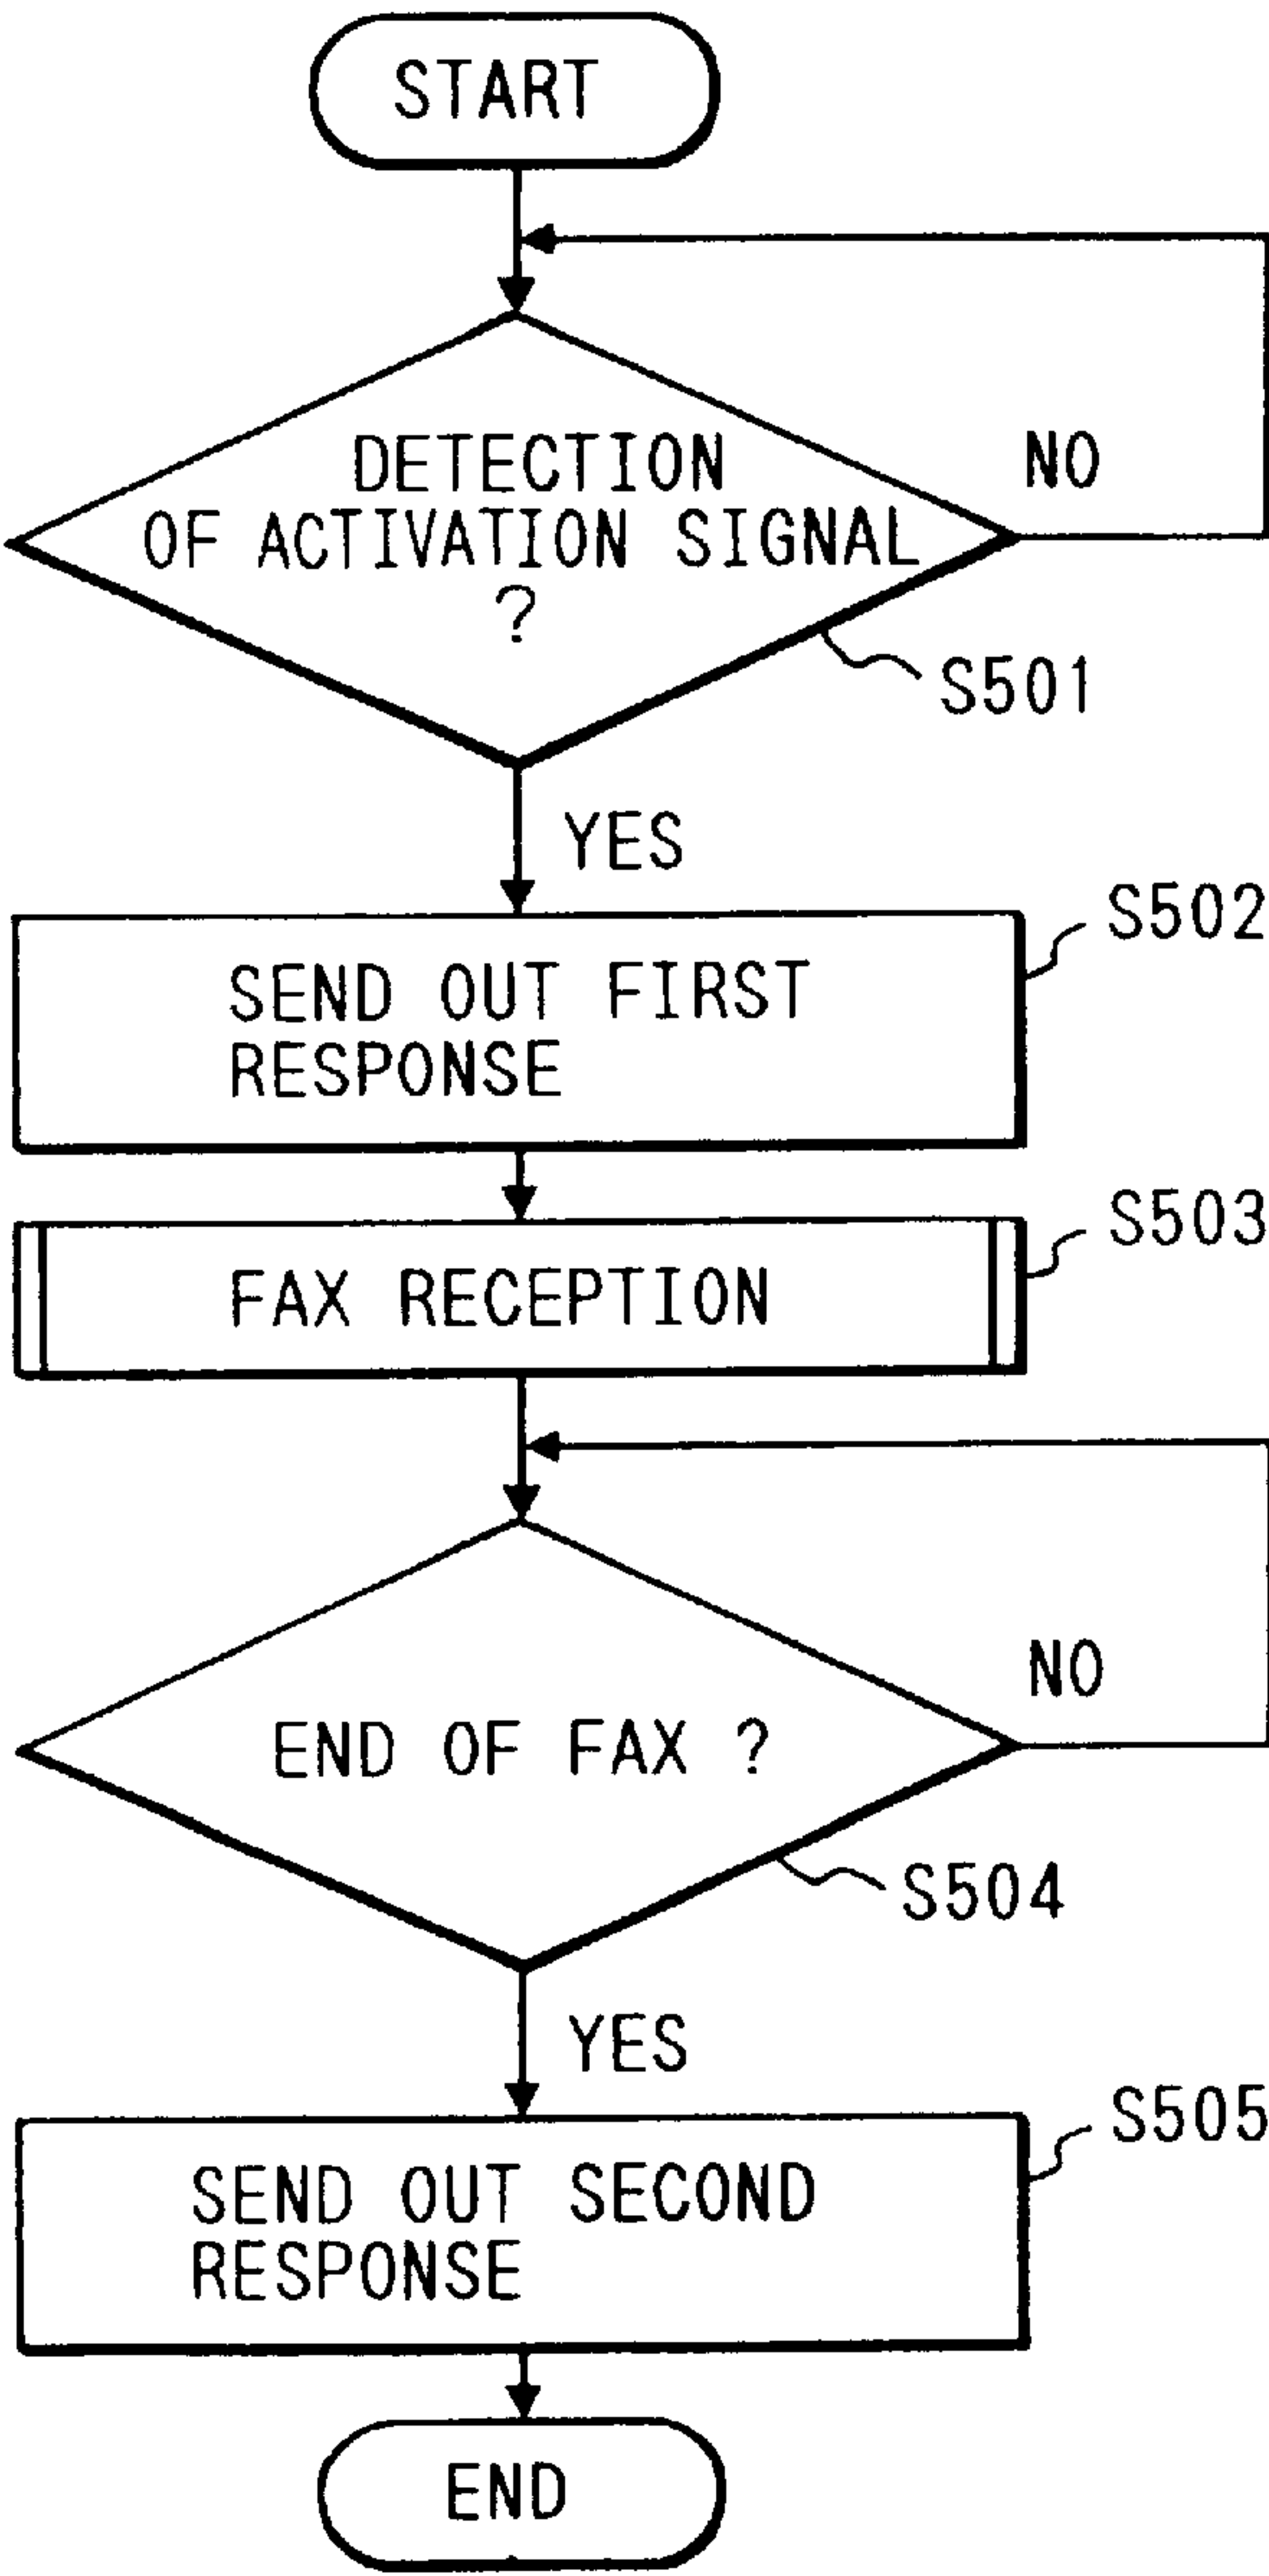 START
DETECTION
OF ACTIVATION SIGNAL
?
NO
S501
YES
S502
SEND OUT FIRST
RESPONSE
S503
FAX RECEPTION
NO
END OF FAX ?
S504
YES
S505
SEND OUT SECOND
RESPONSE
END